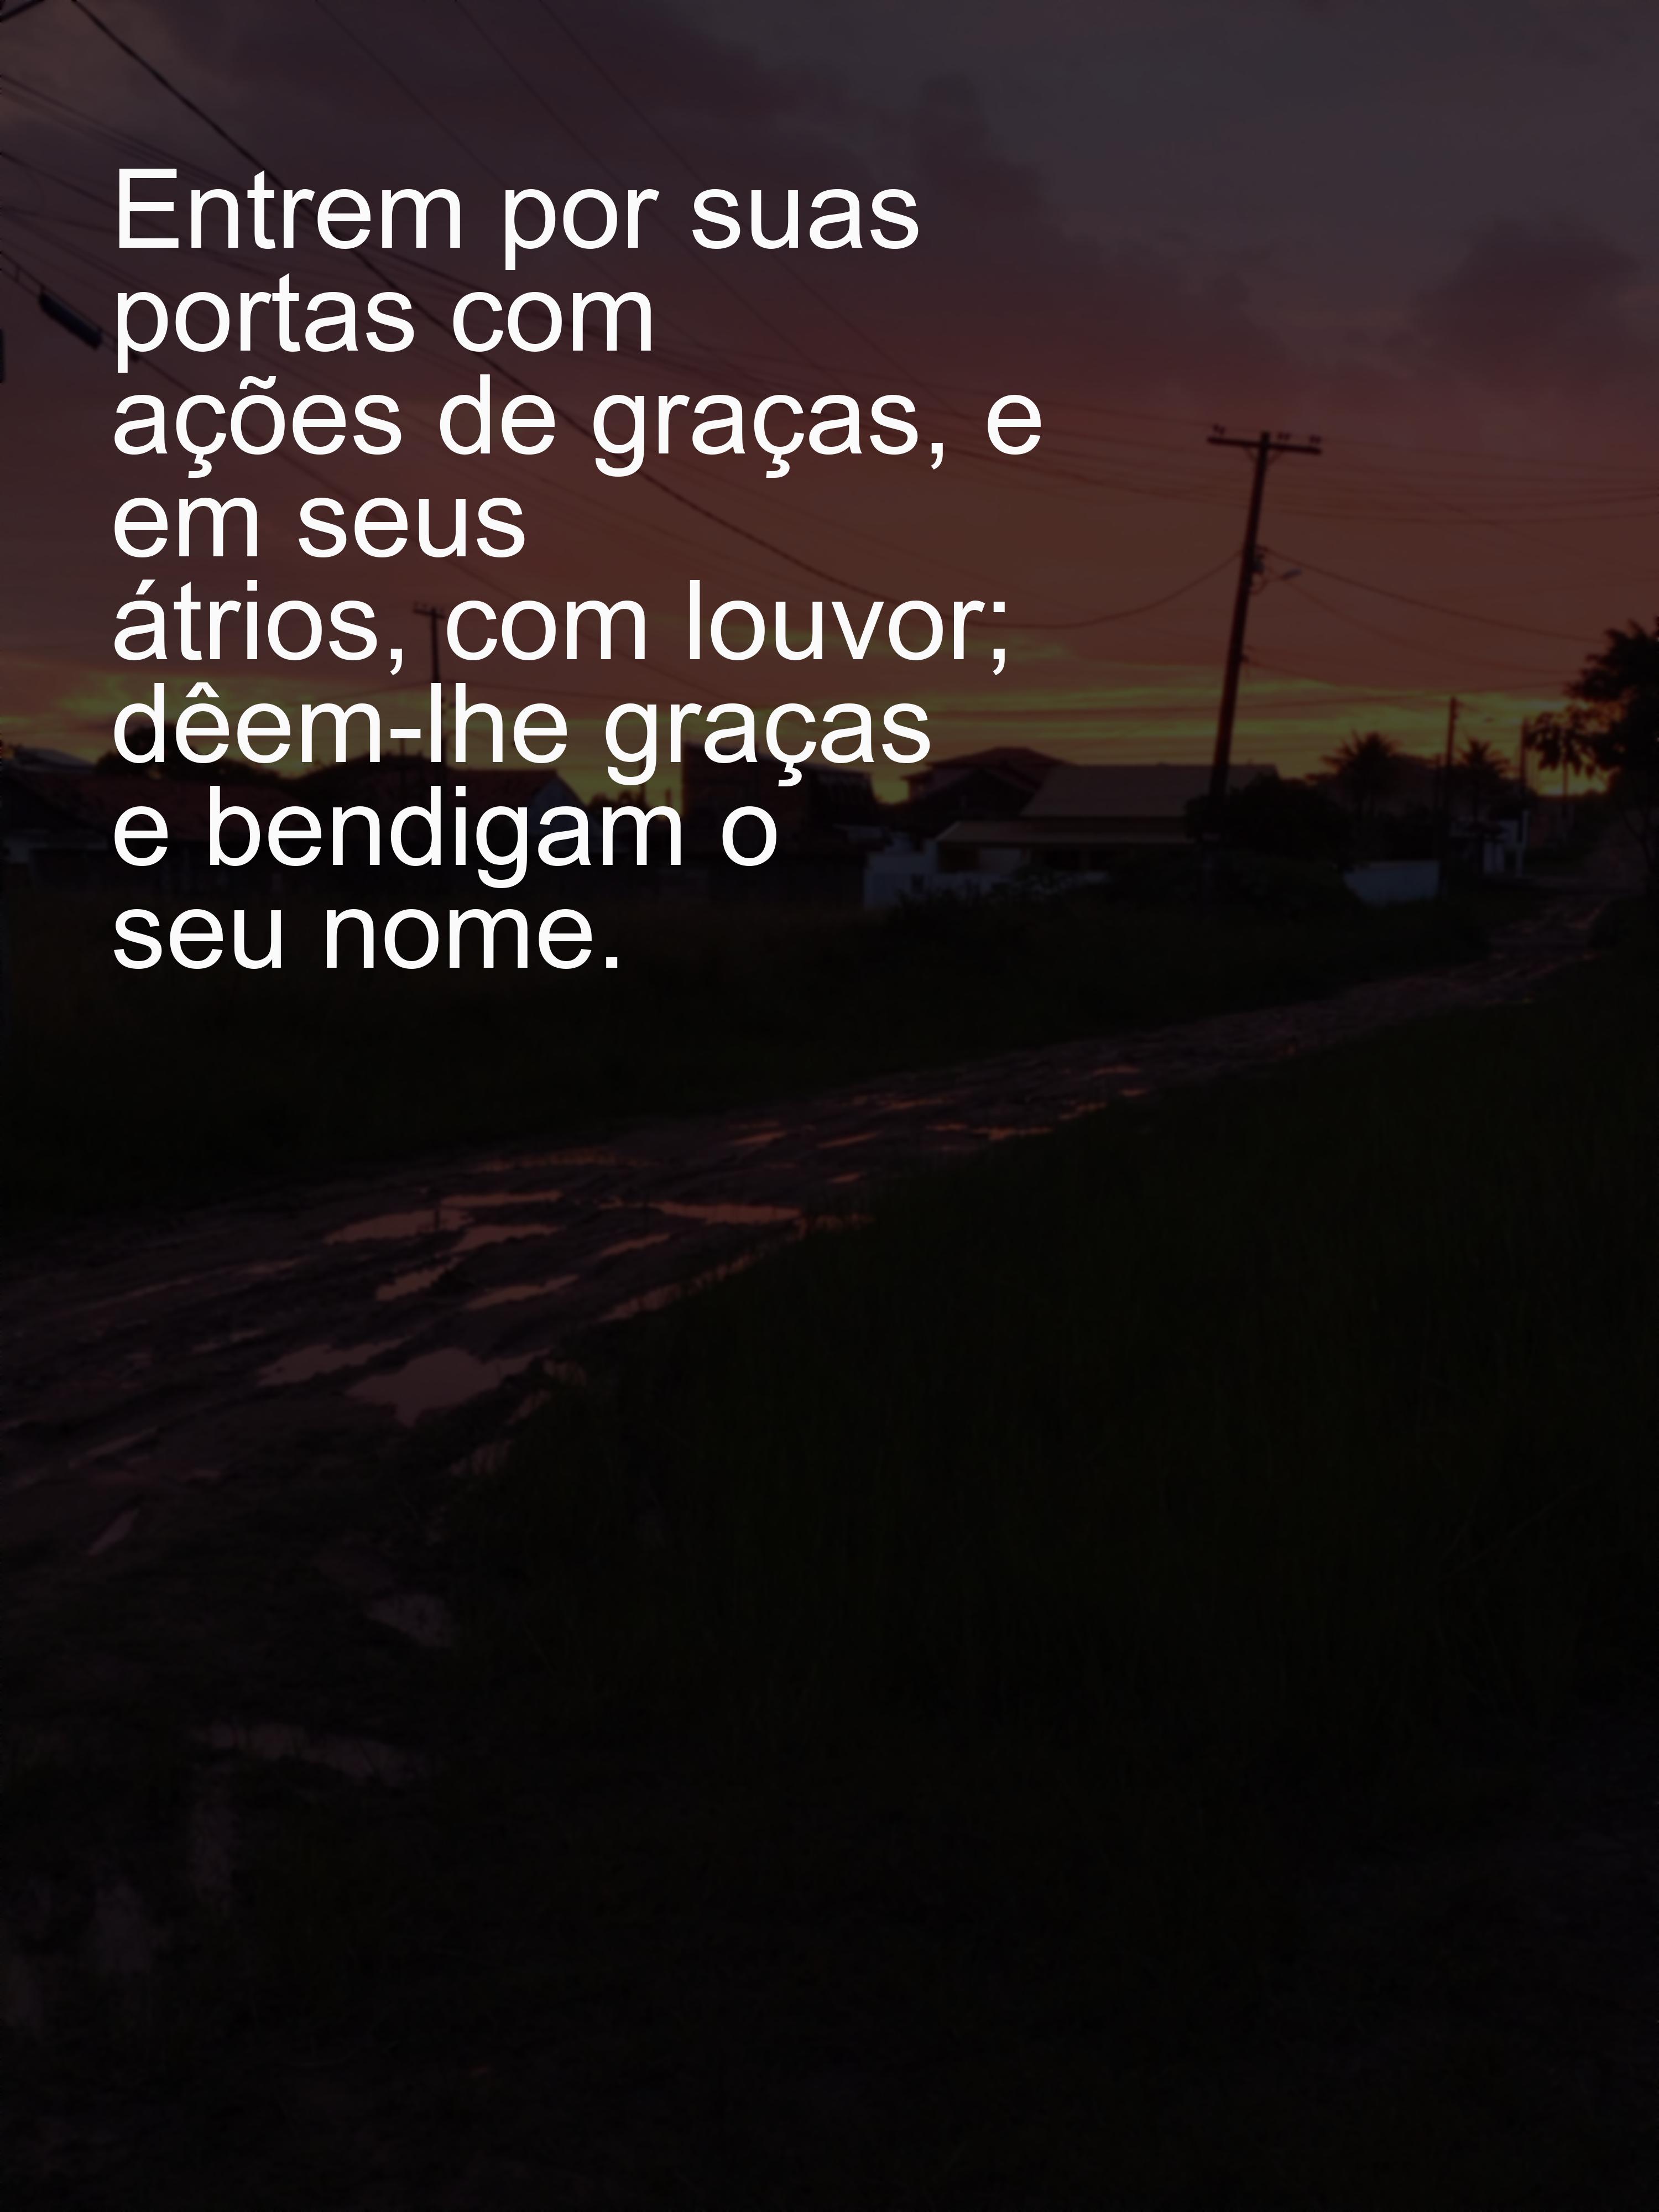 Entrem por suas
portas com
ações de graças, e
em seus
átrios, com louvor;
dêem-lhe graças
e bendigam o
seu nome.